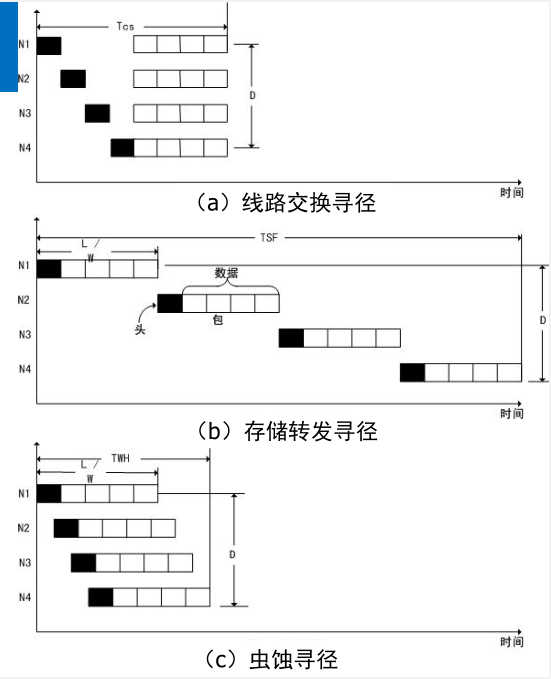 Tcs
N1
N2
D
N3
N4
时间
（a）线路交换寻径
TSF
L /
W
N1
数据
N2
包
头
N3
D
N4
时间
（b）存储转发寻径
TWH
L /
W
N1
N2
N3
D
N4
时间
（c）虫蚀寻径